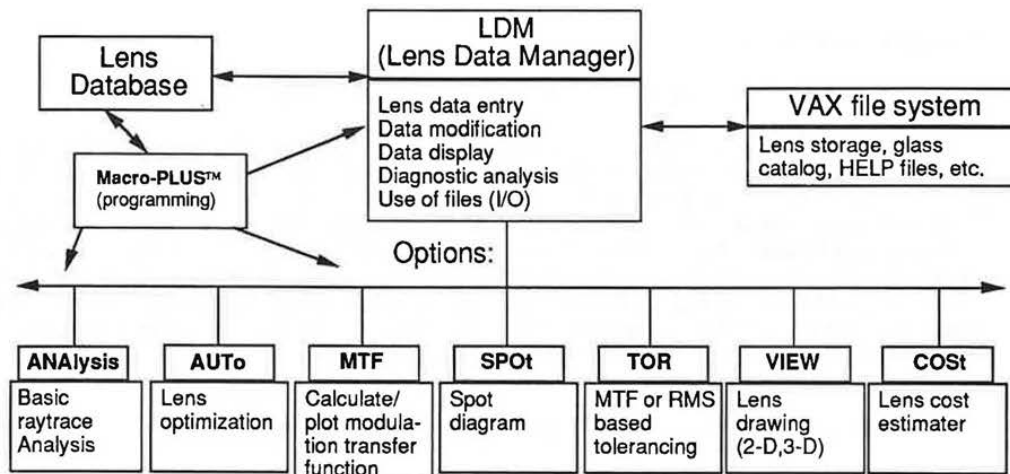 LDM
(Lens Data Manager)
Lens
Database
Lens data entry
Data modification
Data display
Diagnostic analysis
Use of files (I/O)
VAX file system
Lens storage, glass
catalog, HELP files, etc.
Macro-PLUS™
(programming)
Options:
ANAlysis
Basic
raytrace
Analysis
AUTo
Lens
optimization
MTF
Calculate/
plot modula-
tion transfer
function
SPOt
Spot
diagram
TOR
MTF or RMS
based
tolerancing
VIEW
Lens
drawing
(2-D,3-D)
COSt
Lens cost
estimater